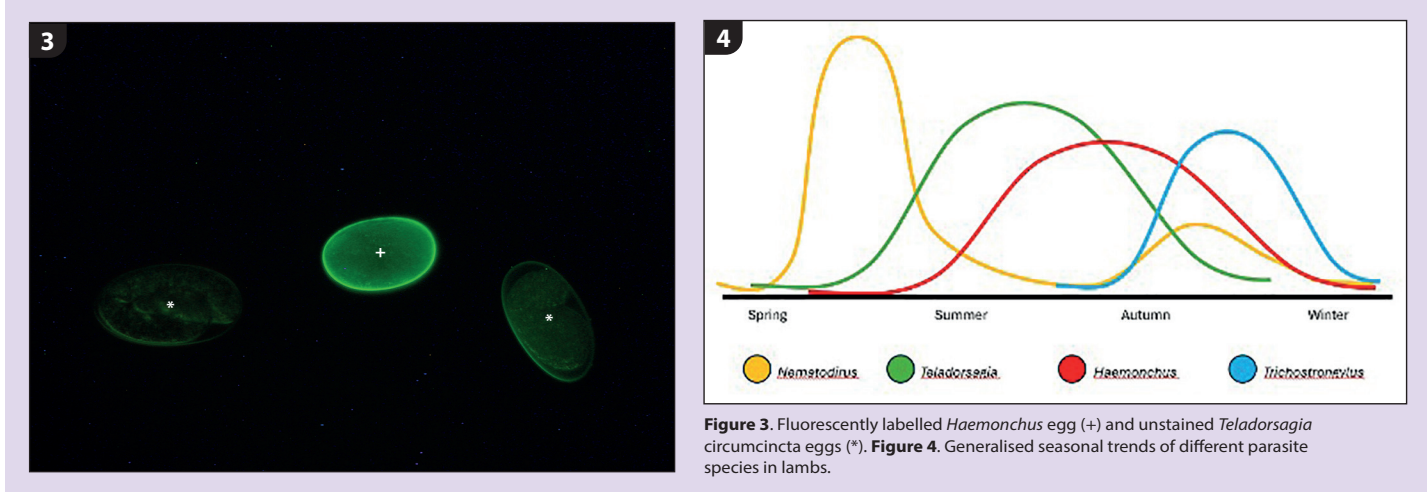 3
+
*
*
4
Spring Summer Autumn Winter
Nematodirus Teladorsagia Haemonchus Trichostrongylus
Figure 3. Fluorescently labelled Haemonchus egg (+) and unstained Teladorsagia
circumcincta eggs (*). Figure 4. Generalised seasonal trends of different parasite
species in lambs.